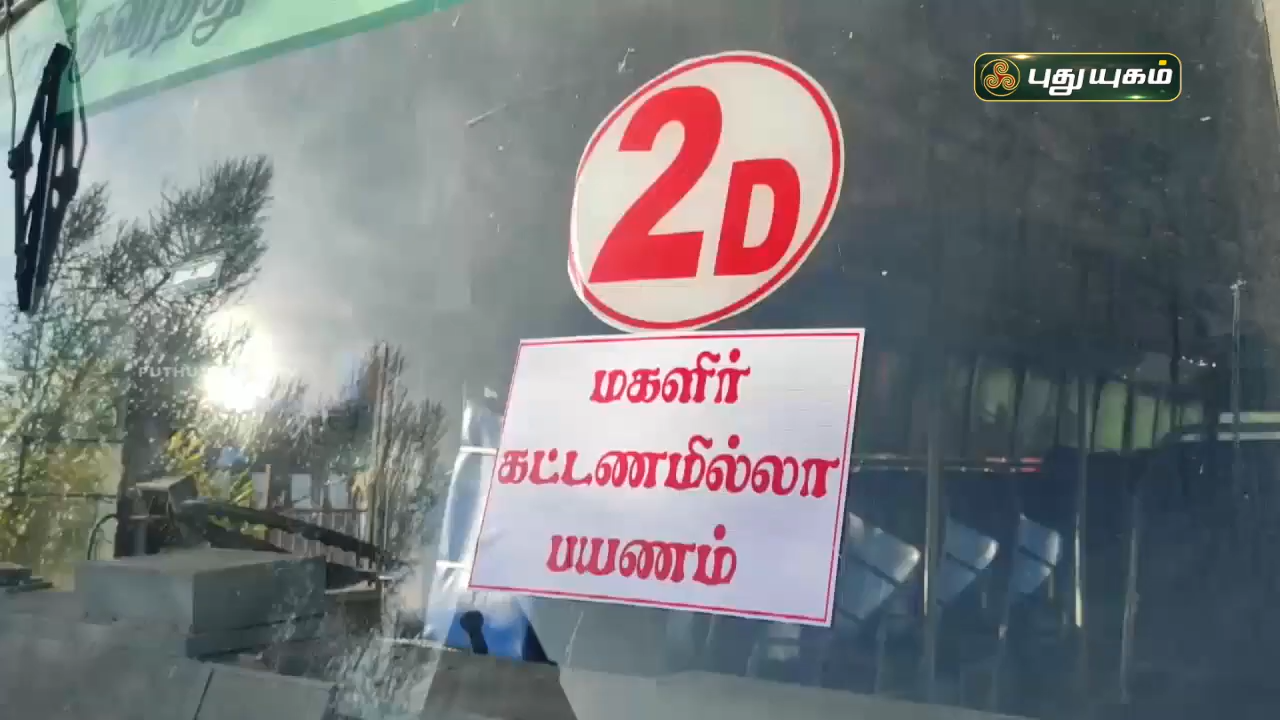 புதுயுகம்
2D
மகளிர்
கட்டணமில்லா
பயணம்